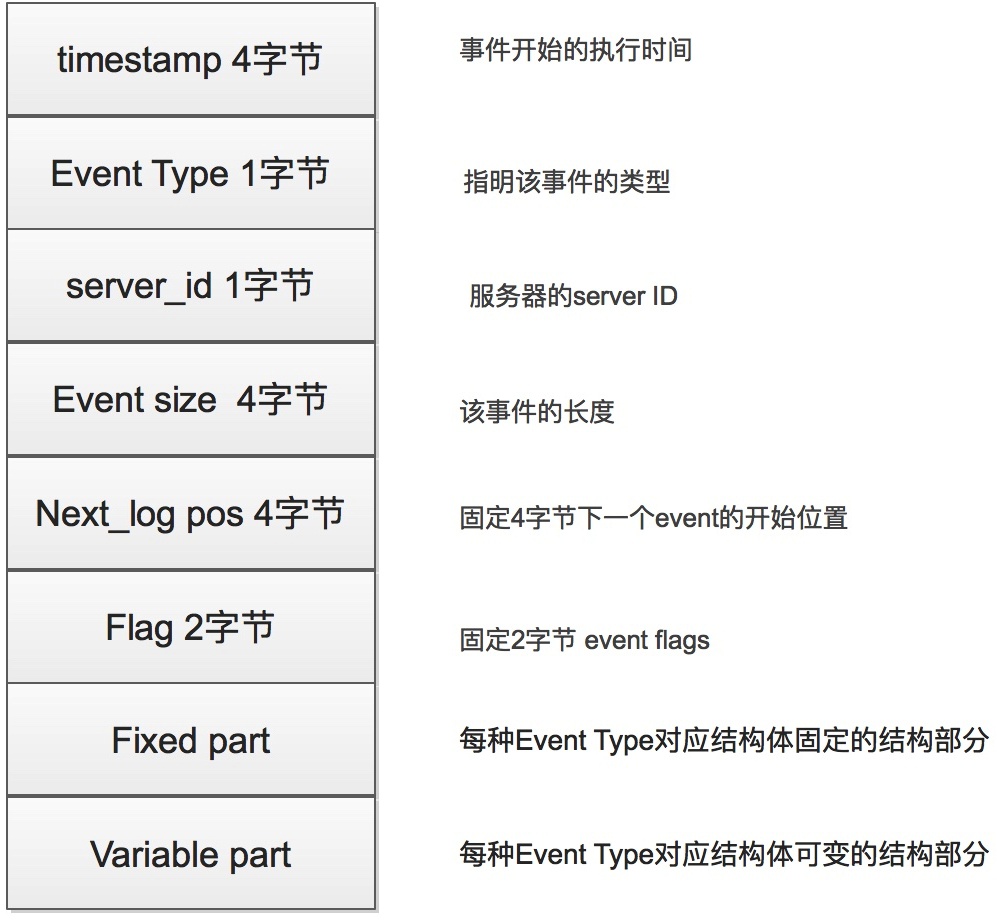 timestamp 4字节
事件开始的执行时间
Event Type 1字节
指明该事件的类型
server_id 1字节
服务器的server ID
Event size 4字节
该事件的长度
Next_log pos 4字节
固定4字节下一个event的开始位置
Flag 2字节
固定2字节 event flags
Fixed part
每种Event Type对应结构体固定的结构部分
Variable part
每种Event Type对应结构体可变的结构部分